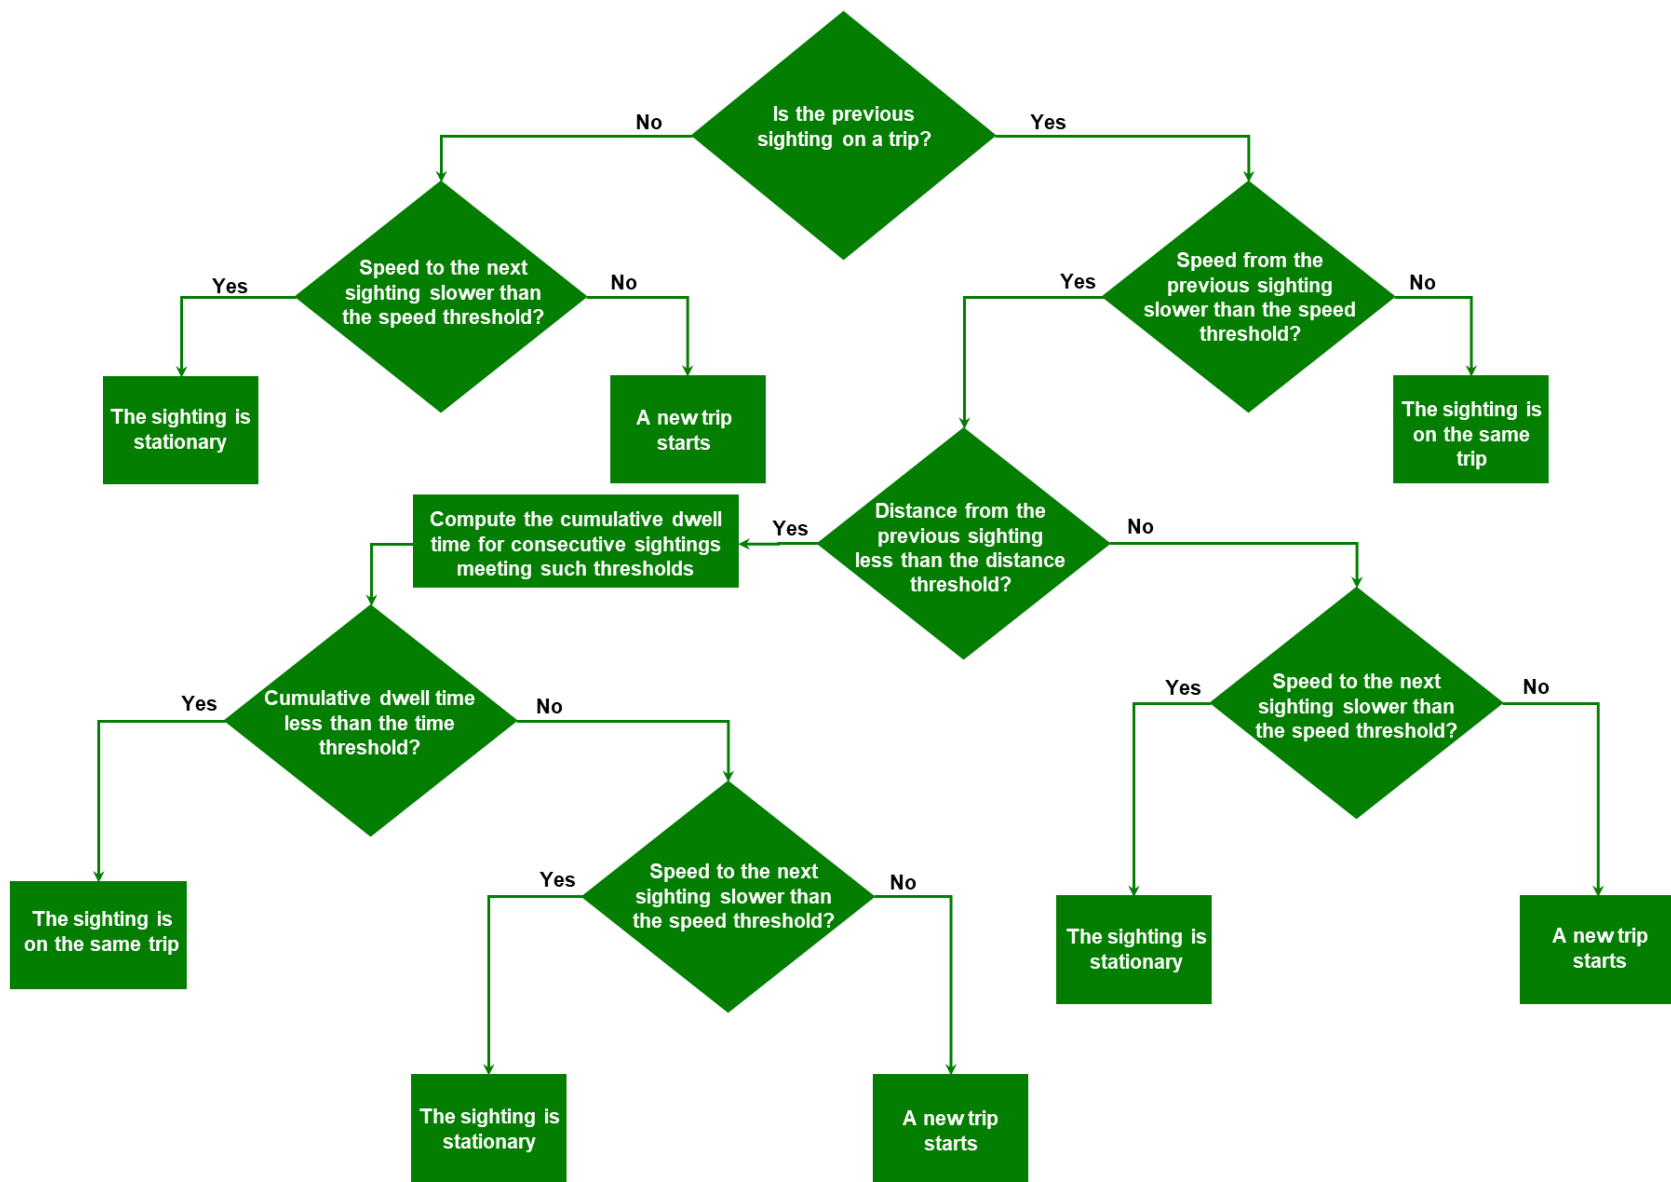 Is the previous
sighting on a trip?
No
Yes
Speed to the next
sighting slower than
the speed threshold?
Yes
No
Speed from the
previous sighting
slower than the speed
threshold?
Yes
No
The sighting is
stationary
A new trip
starts
The sighting is
on the same
trip
Distance from the
previous sighting
less than the distance
threshold?
Yes
No
Compute the cumulative dwell
time for consecutive sightings
meeting such thresholds
Cumulative dwell time
less than the time
threshold?
Yes
No
Speed to the next
sighting slower than
the speed threshold?
Yes
No
The sighting is
on the same trip
Speed to the next
sighting slower than
the speed threshold?
Yes
No
The sighting is
stationary
A new trip
starts
The sighting is
stationary
A new trip
starts